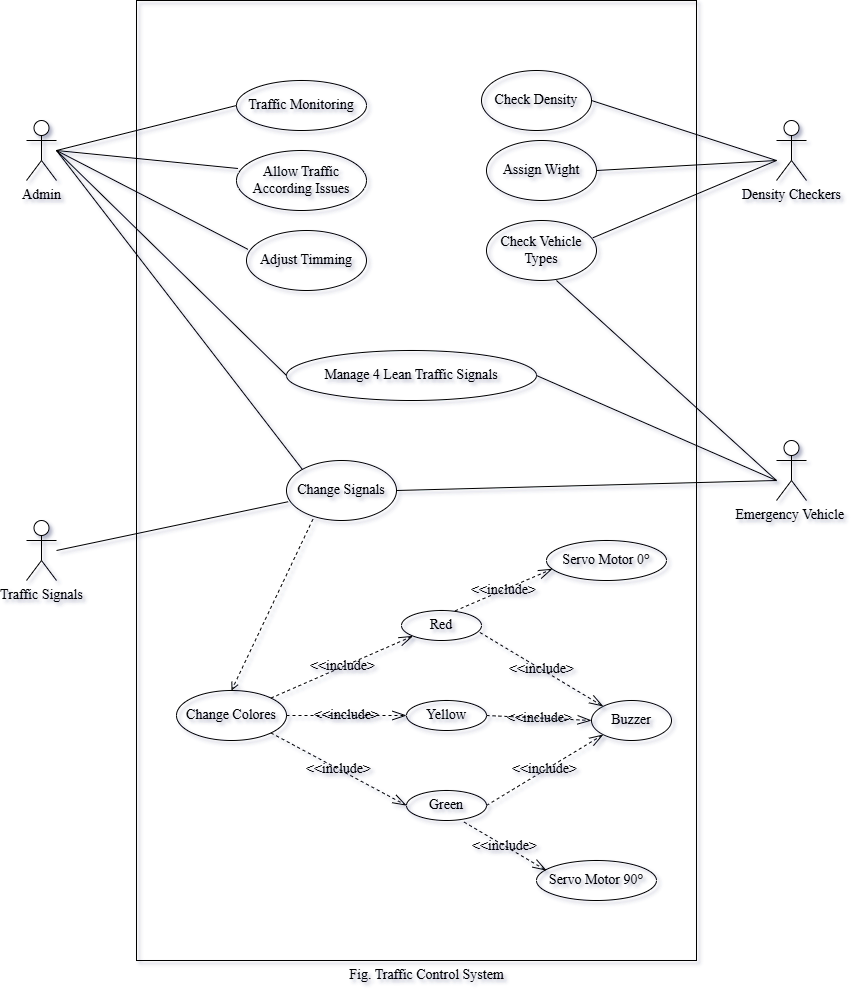 Traffic Monitoring
Check Density
Allow Traffic
According Issues
Assign Wight
Admin
Density Checkers
Adjust Timming
Check Vehicle
Types
Manage 4 Lean Traffic Signals
Change Signals
Emergency Vehicle
Traffic Signals
Servo Motor 0°
<<include>
Red
<<include>
<<include>
Change Colores
<<include>
Yellow
<<include>
Buzzer
<<include>
<<include>
Green
<<include>
Servo Motor 90°
Fig. Traffic Control System